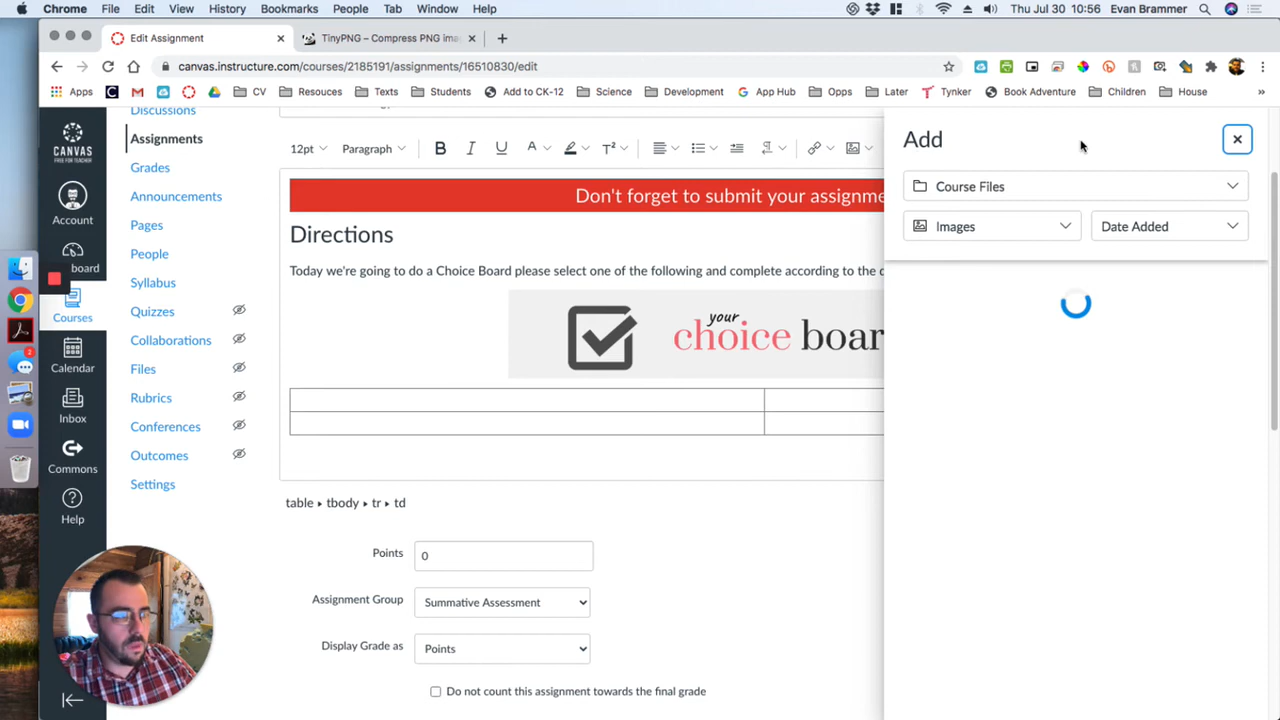 Chrome File Edit View History Bookmarks People Tab Window Help Thu Jul 30 10:56 Evan Brammer
Edit Assignment
TinyPNG – Compress PNG ima
canvas.instructure.com/courses/2185191/assignments/16510830/edit
Apps CV Resouces Texts Students Add to CK-12 Science Development App Hub Opps Later Tynker Book Adventure Children House »
CANVAS
FREE FOR TEACHER
Account
board
Courses
Calendar
Inbox
Commons
Help
Discussions
Assignments
Grades
Announcements
Pages
People
Syllabus
Quizzes
Collaborations
Files
Rubrics
Conferences
Outcomes
Settings
12pt Paragraph B I U A T²
Don't forget to submit your assignme
Directions
Today we're going to do a Choice Board please select one of the following and complete according to the d
your
choice boar
table ▸ tbody ▸ tr ▸ td
Points 0
Assignment Group Summative Assessment
Display Grade as Points
Do not count this assignment towards the final grade
Add
Course Files
Images
Date Added
2